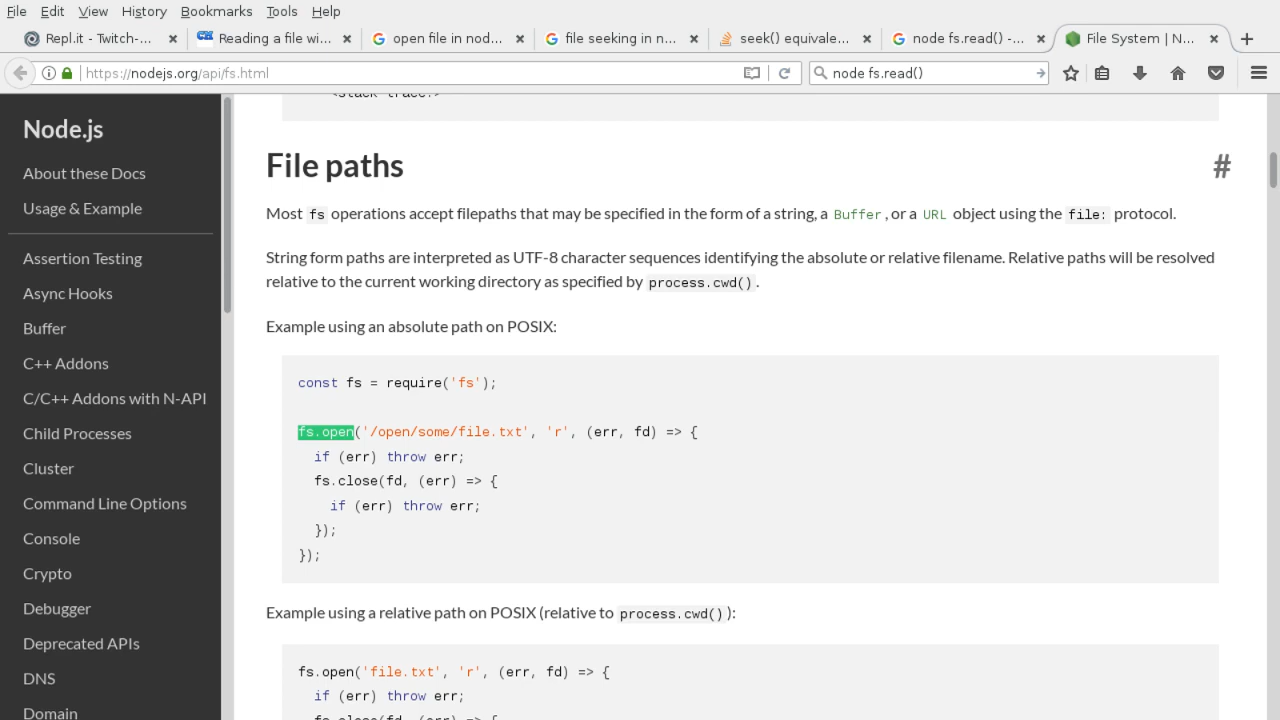 File Edit View History Bookmarks Tools Help
Repl.it - Twitch-... Reading a file wi... open file in nod... file seeking in n... seek() equivale... node fs.read() -... File System | N...
https://nodejs.org/api/fs.html node fs.read()
Node.js
About these Docs
Usage & Example
Assertion Testing
Async Hooks
Buffer
C++ Addons
C/C++ Addons with N-API
Child Processes
Cluster
Command Line Options
Console
Crypto
Debugger
Deprecated APIs
DNS
Domain
<stack trace.>
File paths #
Most fs operations accept filepaths that may be specified in the form of a string, a Buffer, or a URL object using the file: protocol.
String form paths are interpreted as UTF-8 character sequences identifying the absolute or relative filename. Relative paths will be resolved
relative to the current working directory as specified by process.cwd().
Example using an absolute path on POSIX:
const fs = require('fs');
fs.open('/open/some/file.txt', 'r', (err, fd) => {
if (err) throw err;
fs.close(fd, (err) => {
if (err) throw err;
});
});
Example using a relative path on POSIX (relative to process.cwd()):
fs.open('file.txt', 'r', (err, fd) => {
if (err) throw err;
fs.close(fd, (err) => {